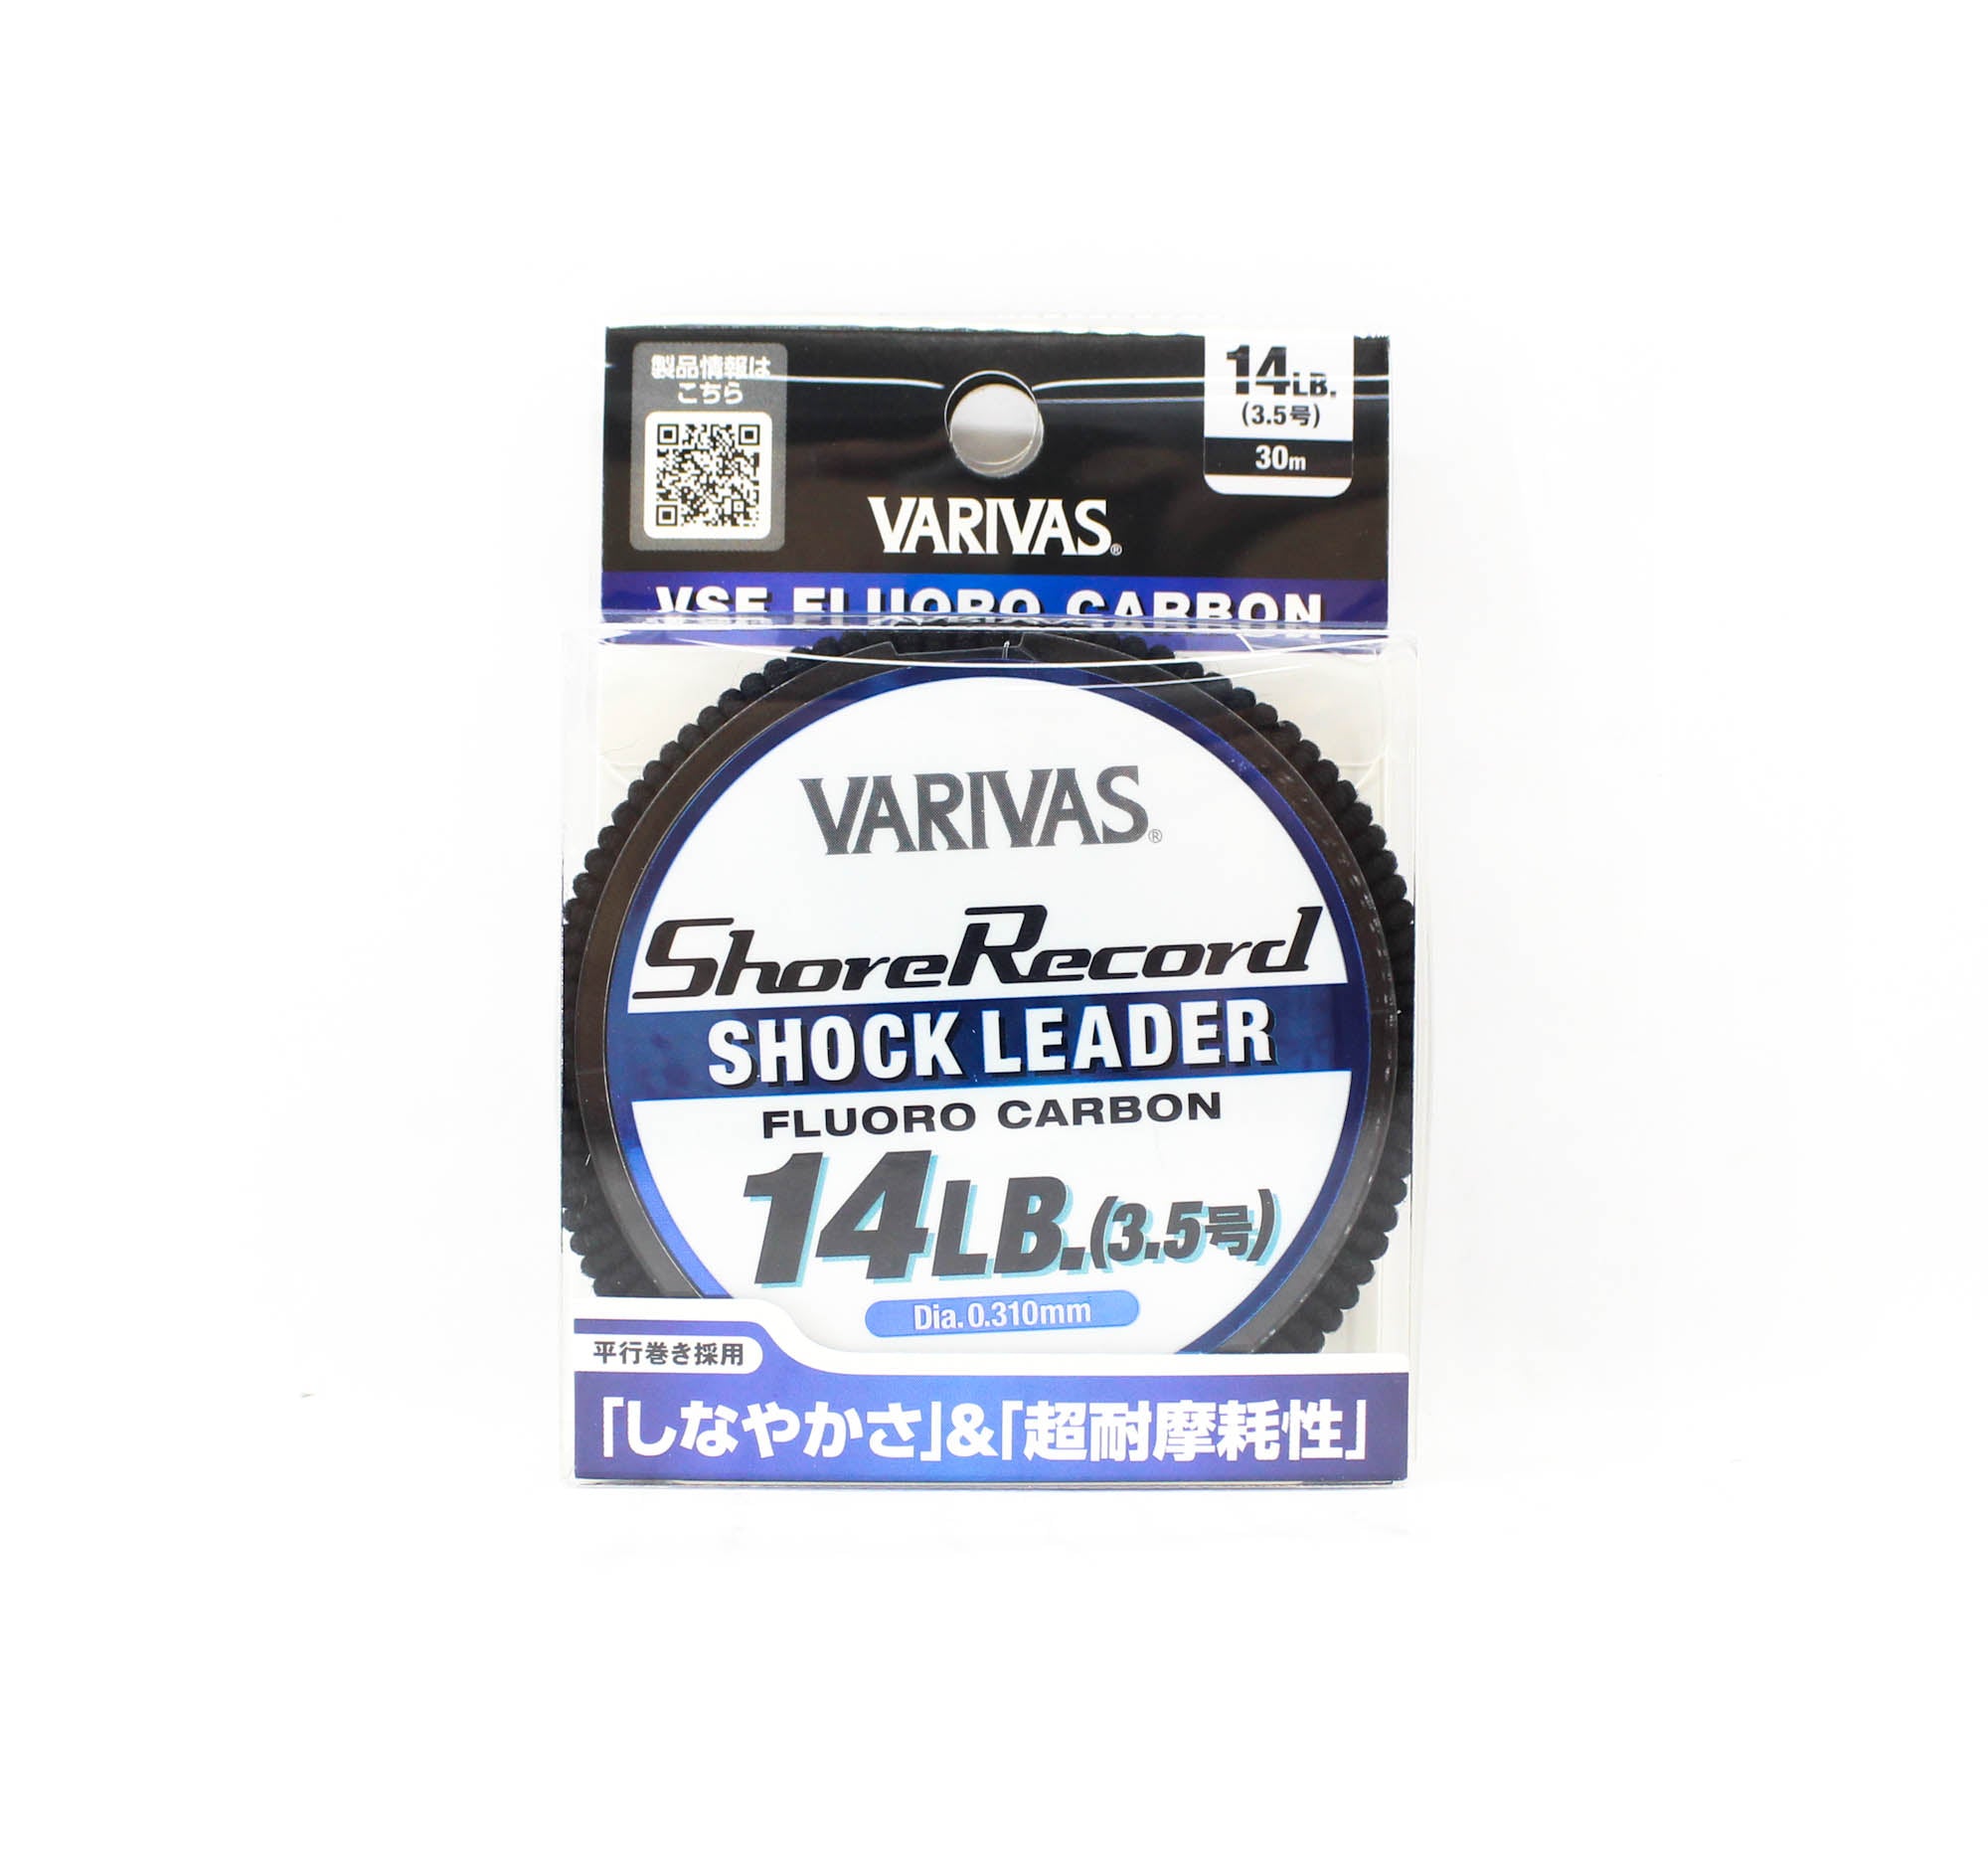 製品情報は
こちら
14LB.
(3.5号)
30m
VARIVAS®
VSF FLUORO CARBON
VARIVAS®
ShoreRecord
SHOCK LEADER
FLUORO CARBON
14LB.(3.5号)
Dia.0.310mm
平行巻き採用
「しなやかさ」&「超耐摩耗性」